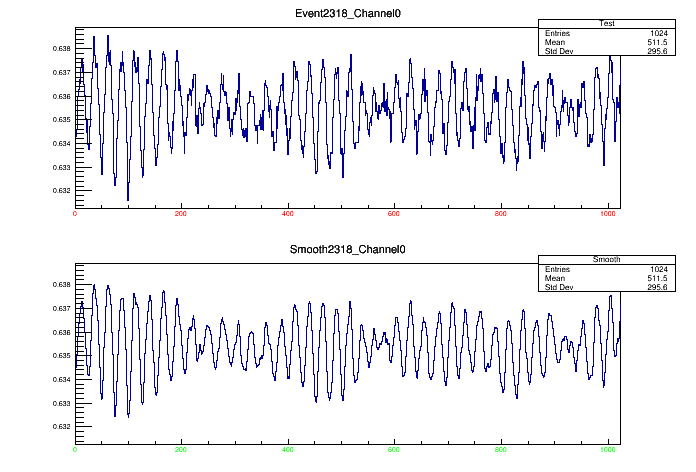 Event2318_Channel0
Test
Entries 1024
Mean 511.5
Std Dev 295.6
0.638
0.637
0.636
0.635
0.634
0.633
0.632
0 200 400 600 800 1000
Smooth2318_Channel0
Smooth
Entries 1024
Mean 511.5
Std Dev 295.6
0.638
0.637
0.636
0.635
0.634
0.633
0.632
0 200 400 600 800 1000